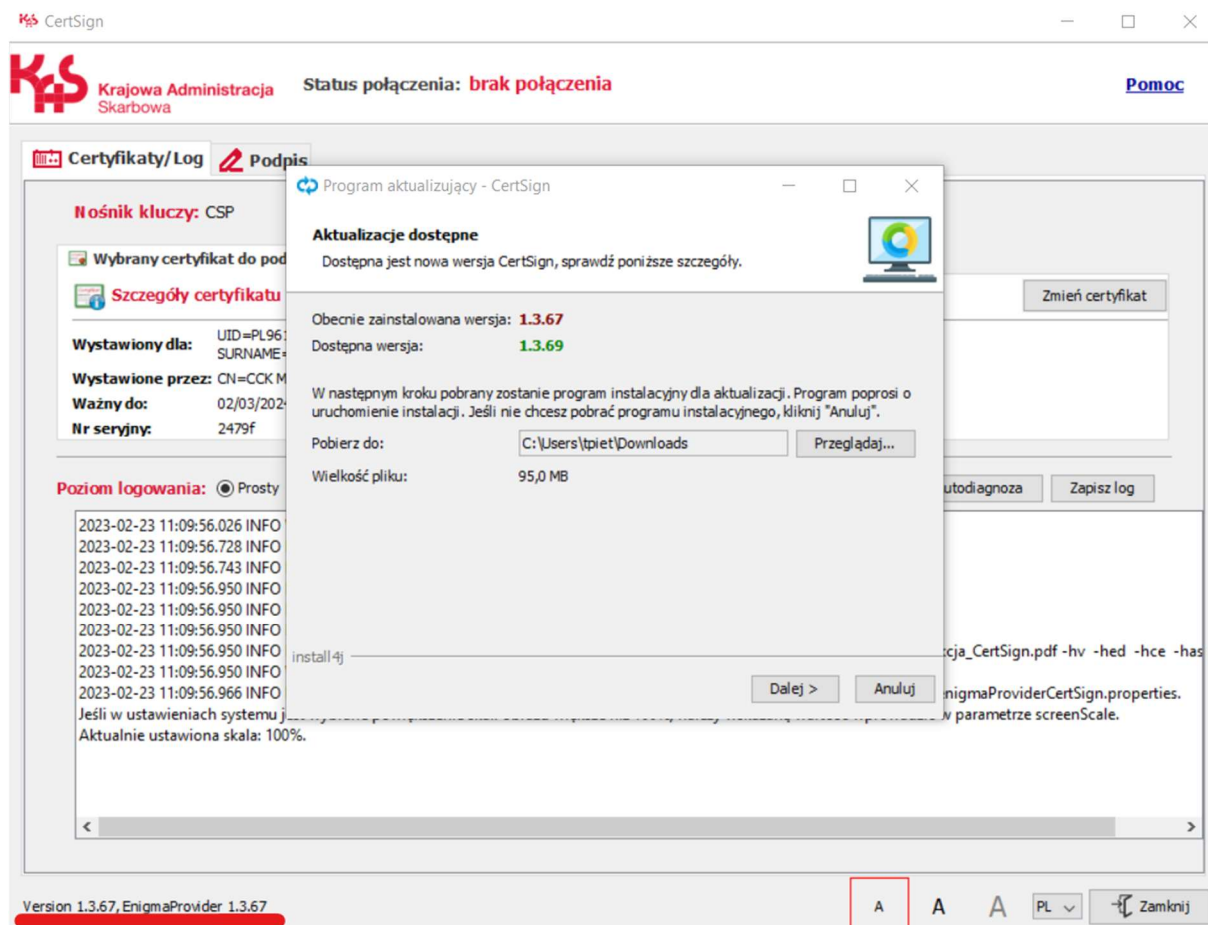 KAS CertSign
KAS Krajowa Administracja
Skarbowa
Status połączenia: brak połączenia
Pomoc
Certyfikaty/Log
Podpis
Nośnik kluczy: CSP
Wybrany certyfikat do pod
Szczegóły certyfikatu
Zmień certyfikat
Wystawiony dla:
UID=PL961
SURNAME=
Wystawione przez: CN=CCK M
Ważny do: 02/03/2024
Nr seryjny: 2479f
Program aktualizujący - CertSign
Aktualizacje dostępne
Dostępna jest nowa wersja CertSign, sprawdź poniższe szczegóły.
Obecnie zainstalowana wersja: 1.3.67
Dostępna wersja: 1.3.69
W następnym kroku pobrany zostanie program instalacyjny dla aktualizacji. Program poprosi o
uruchomienie instalacji. Jeśli nie chcesz pobrać programu instalacyjnego, kliknij "Anuluj".
Pobierz do: C:\Users\tpiet\Downloads Przeglądaj...
Wielkość pliku: 95,0 MB
install4j
Dalej > Anuluj
Poziom logowania: Prosty
utodiagnoza Zapisz log
2023-02-23 11:09:56.026 INFO
2023-02-23 11:09:56.728 INFO
2023-02-23 11:09:56.743 INFO
2023-02-23 11:09:56.950 INFO
2023-02-23 11:09:56.950 INFO
2023-02-23 11:09:56.950 INFO
2023-02-23 11:09:56.950 INFO cja_CertSign.pdf -hv -hed -hce -has
2023-02-23 11:09:56.950 INFO
2023-02-23 11:09:56.966 INFO enigmaProviderCertSign.properties.
Jeśli w ustawieniach systemu w parametrze screenScale.
Aktualnie ustawiona skala: 100%.
Version 1.3.67, EnigmaProvider 1.3.67
A A A PL Zamknij